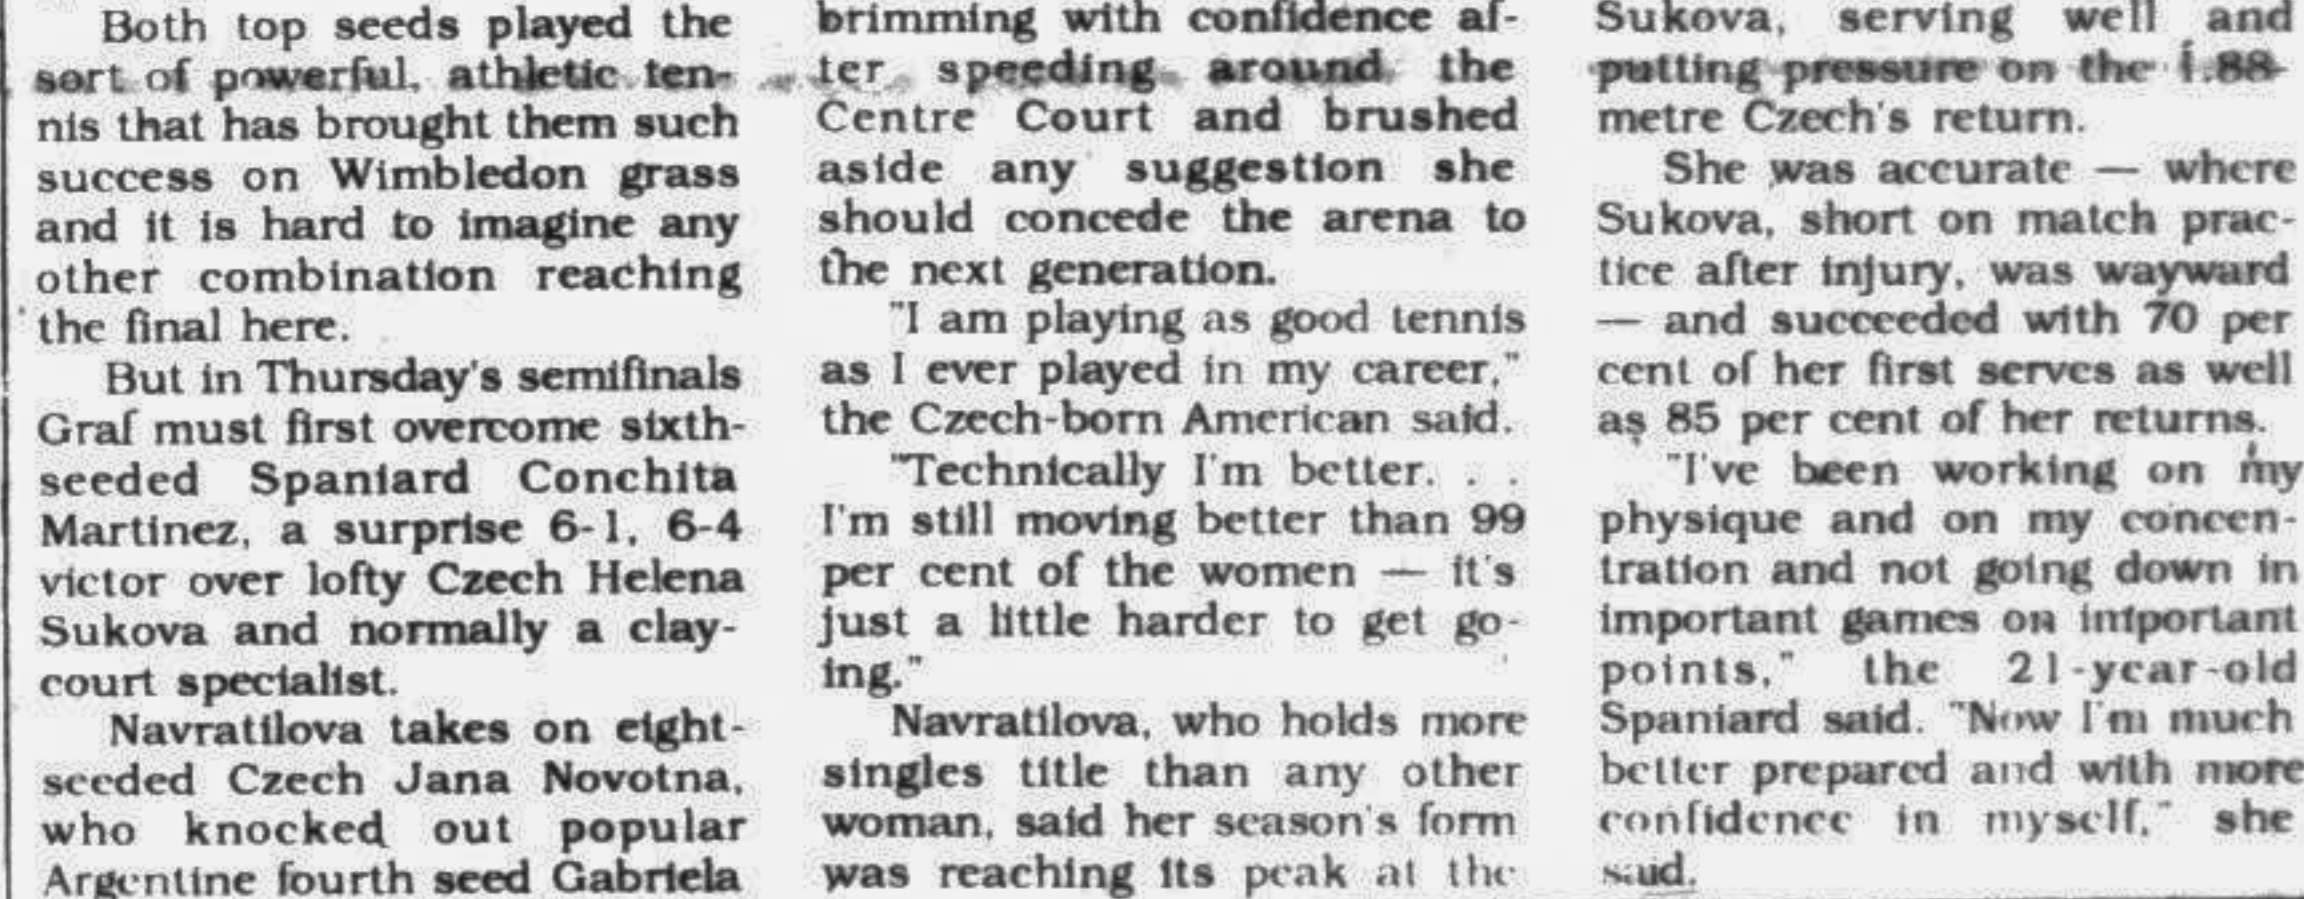 Both top seeds played the
sort of powerful, athletic ten-
nis that has brought them such
success on Wimbledon grass
and it is hard to imagine any
other combination reaching
the final here.
But in Thursday's semifinals
Graf must first overcome sixth-
seeded Spaniard Conchita
Martinez, a surprise 6-1, 6-4
victor over lofty Czech Helena
Sukova and normally a clay-
court specialist.
Navratilova takes on eight-
seeded Czech Jana Novotna,
who knocked out popular
Argentine fourth seed Gabriela
brimming with confidence af-
ter speeding around the
Centre Court and brushed
aside any suggestion she
should concede the arena to
the next generation.
"I am playing as good tennis
as I ever played in my career,"
the Czech-born American said.
"Technically I'm better. . .
I'm still moving better than 99
per cent of the women — it's
just a little harder to get go-
ing."
Navratilova, who holds more
singles title than any other
woman, said her season's form
was reaching its peak at the
Sukova, serving well and
putting pressure on the 1.88-
metre Czech's return.
She was accurate — where
Sukova, short on match prac-
tice after injury, was wayward
— and succeeded with 70 per
cent of her first serves as well
as 85 per cent of her returns.
"I've been working on my
physique and on my concen-
tration and not going down in
important games on important
points," the 21-year-old
Spaniard said. "Now I'm much
better prepared and with more
confidence in myself," she
said.